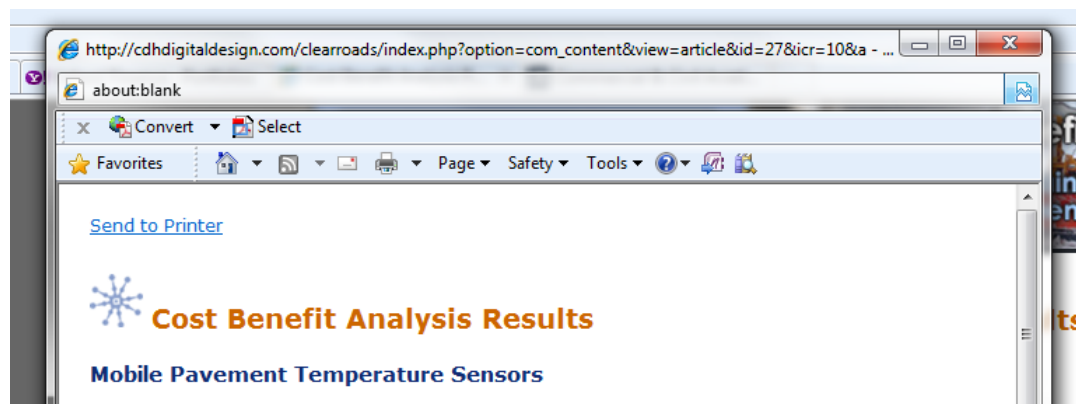 http://cdhdigitaldesign.com/clearroads/index.php?option=com_content&view=article&id=27&icr=10&a - ...
about:blank
x Convert Select
Favorites Page Safety Tools
Send to Printer
Cost Benefit Analysis Results
Mobile Pavement Temperature Sensors